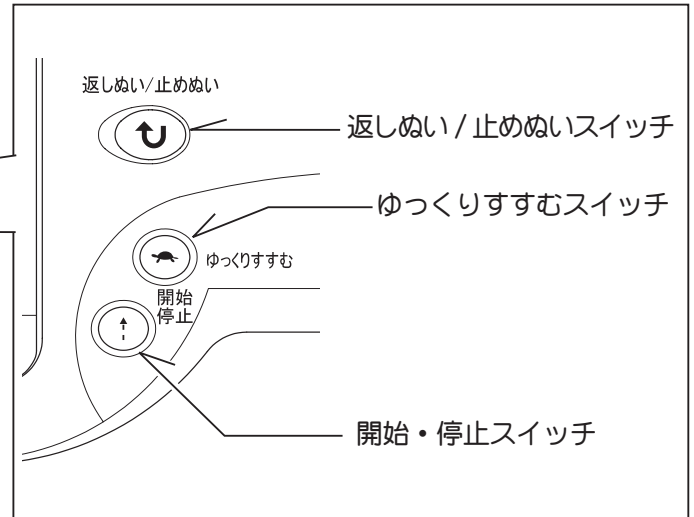 返しぬい/止めぬい
返しぬい / 止めぬいスイッチ
ゆっくりすすむスイッチ
ゆっくりすすむ
開始
停止
開始・停止スイッチ